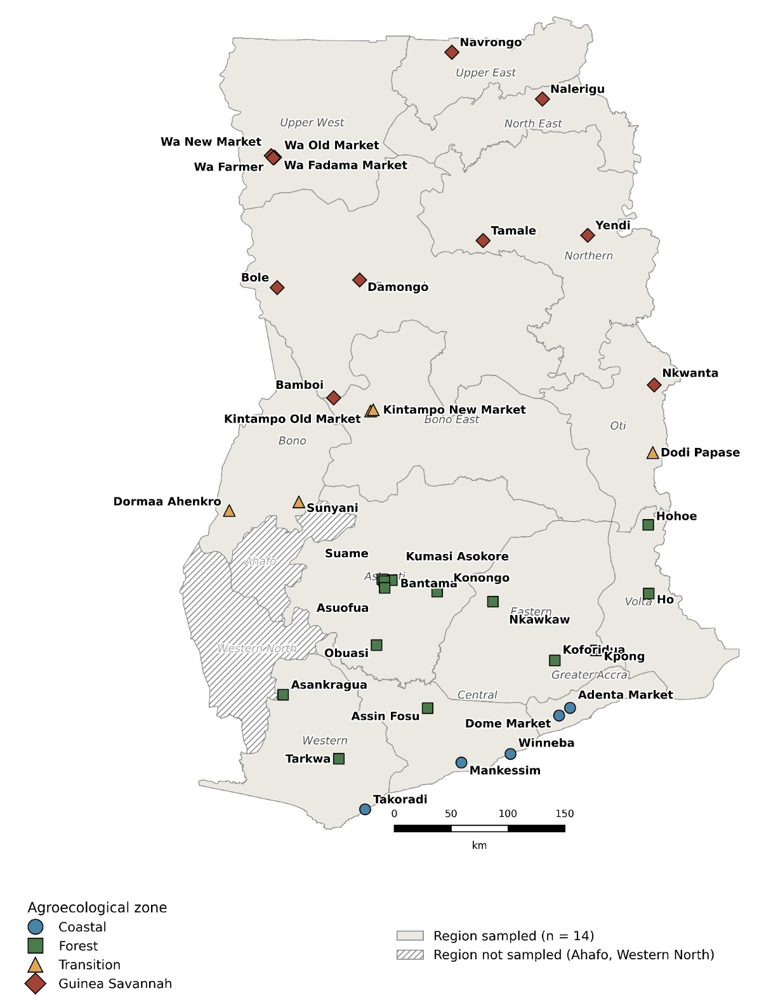 Navrongo
Upper East
Nalerigu
Upper West
North East
Wa New Market
Wa Old Market
Wa Farmer
Wa Fadama Market
Tamale
Yendi
Northern
Bole
Damongo
Nkwanta
Bamboi
Kintampo New Market
Kintampo Old Market
Bono East
Oti
Bono
Dodi Papase
Dormaa Ahenkro
Sunyani
Hohoe
Suame
Kumasi Asokore
Ahafo
Konongo
Bantama
Volta
Ho
Asuofua
Eastern
Nkawkaw
Western North
Obuasi
Koforidua
Kpong
Greater Accra
Asankragua
Central
Adenta Market
Assin Fosu
Dome Market
Western
Winneba
Tarkwa
Mankessim
Takoradi
0 50 100 150
km
Agroecological zone
Coastal
Forest
Transition
Guinea Savannah
Region sampled (n = 14)
Region not sampled (Ahafo, Western North)